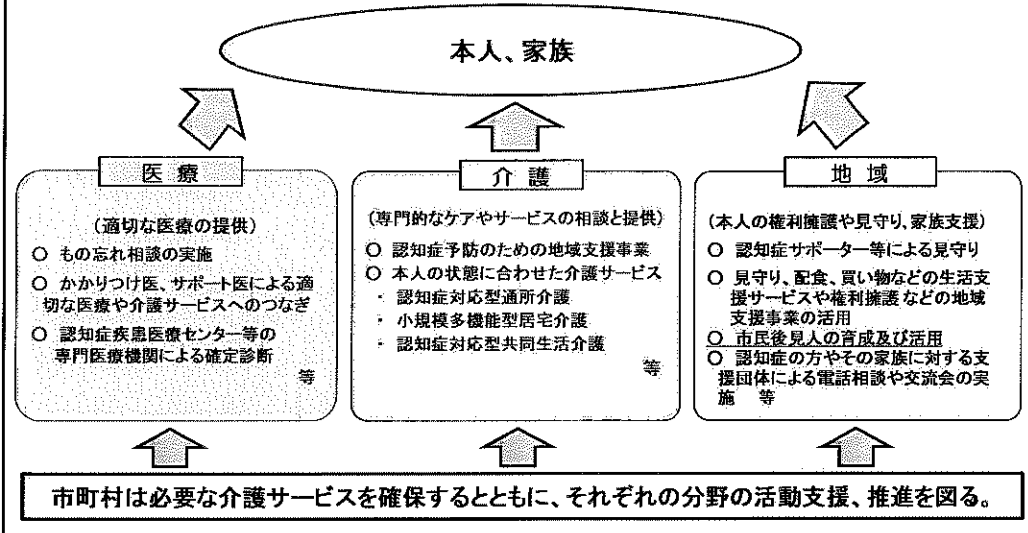 本人、家族
医療
(適切な医療の提供)
○ もの忘れ相談の実施
○ かかりつけ医、サポート医による適
切な医療や介護サービスへのつなぎ
○ 認知症疾患医療センター等の
専門医療機関による確定診断
等
介護
(専門的なケアやサービスの相談と提供)
○ 認知症予防のための地域支援事業
○ 本人の状態に合わせた介護サービス
・ 認知症対応型通所介護
・ 小規模多機能型居宅介護
・ 認知症対応型共同生活介護
等
地域
(本人の権利擁護や見守り、家族支援)
○ 認知症サポーター等による見守り
○ 見守り、配食、買い物などの生活支
援サービスや権利擁護 などの地域
支援事業の活用
○ 市民後見人の育成及び活用
○ 認知症の方やその家族に対する支
援団体による電話相談や交流会の実
施 等
市町村は必要な介護サービスを確保するとともに、それぞれの分野の活動支援、推進を図る。